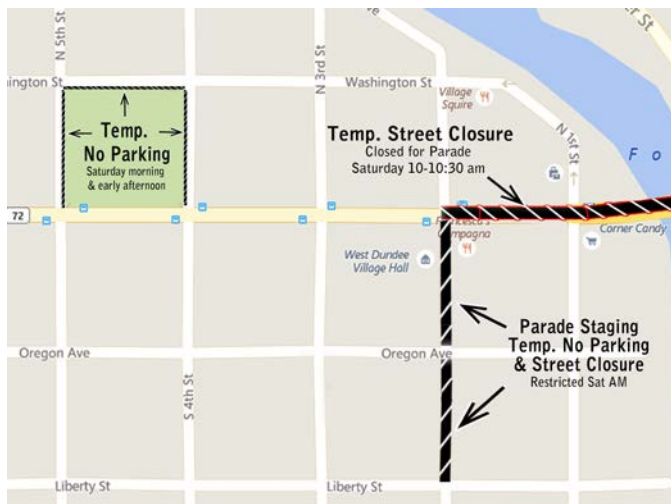 N 5th St
N 3rd St
hington St
Washington St
Village
Squire
N 1st St
Temp.
No Parking
Saturday morning
& early afternoon
Temp. Street Closure
Closed for Parade
Saturday 10-10:30 am
F o
72
Campagna
Corner Candy
West Dundee
Village Hall
Parade Staging
Temp. No Parking
& Street Closure
Restricted Sat AM
Oregon Ave
Oregon Ave
S 4th St
Liberty St
Liberty St